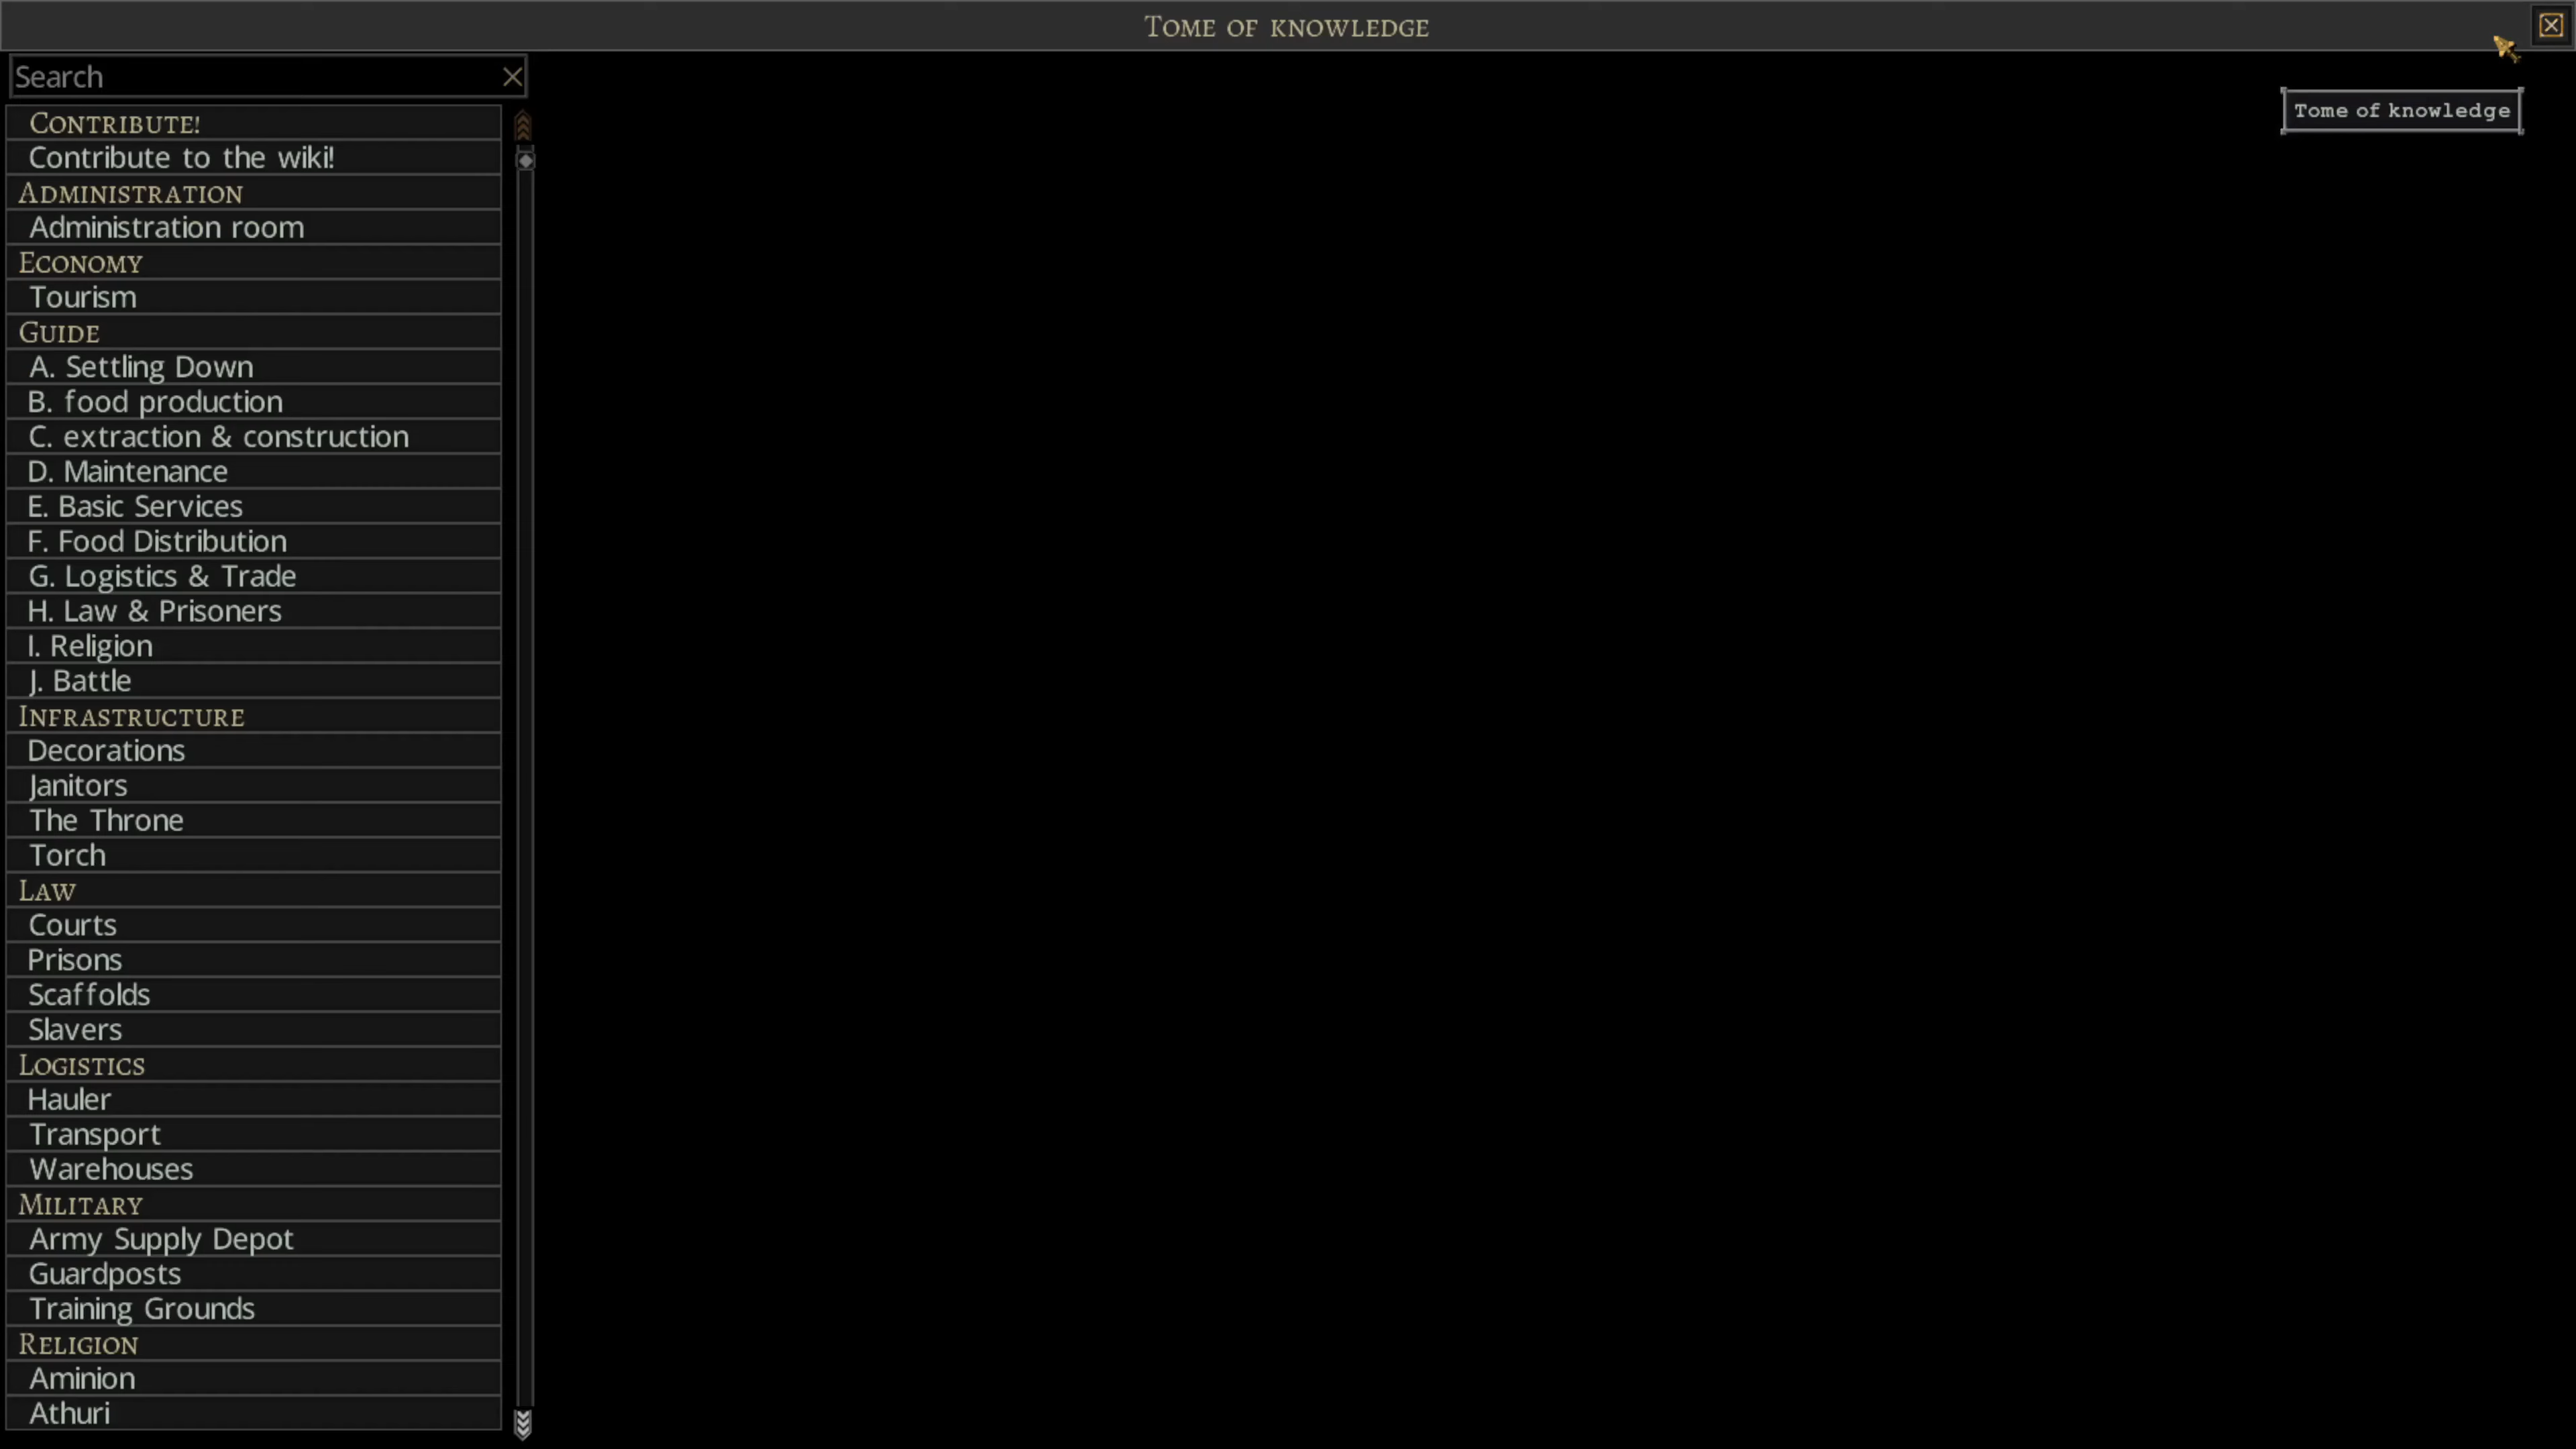 Tome of knowledge
Search
Tome of knowledge
Contribute!
Contribute to the wiki!
Administration
Administration room
Economy
Tourism
Guide
A. Settling Down
B. food production
C. extraction & construction
D. Maintenance
E. Basic Services
F. Food Distribution
G. Logistics & Trade
H. Law & Prisoners
I. Religion
J. Battle
Infrastructure
Decorations
Janitors
The Throne
Torch
Law
Courts
Prisons
Scaffolds
Slavers
Logistics
Hauler
Transport
Warehouses
Military
Army Supply Depot
Guardposts
Training Grounds
Religion
Aminion
Athuri